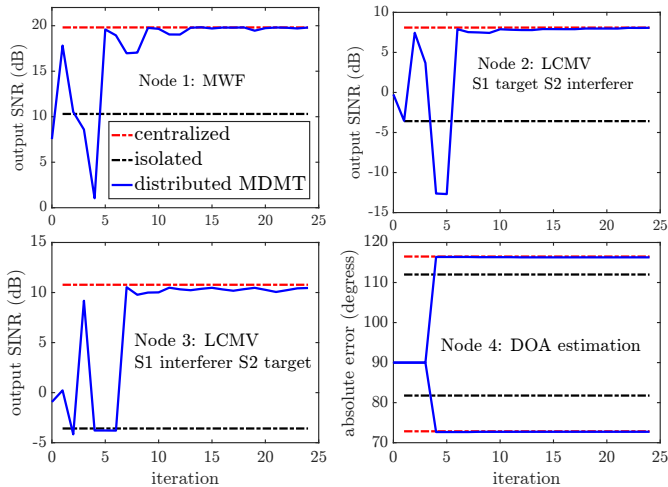 output SNR (dB)
20
15
10
5
0
0 5 10 15 20 25
Node 1: MWF
centralized
isolated
distributed MDMT
output SINR (dB)
10
5
0
-5
-10
-15
0 5 10 15 20 25
Node 2: LCMV
S1 target S2 interferer
output SINR (dB)
15
10
5
0
-5
0 5 10 15 20 25
Node 3: LCMV
S1 interferer S2 target
iteration
absolute error (degress)
120
110
100
90
80
70
0 5 10 15 20 25
Node 4: DOA estimation
iteration